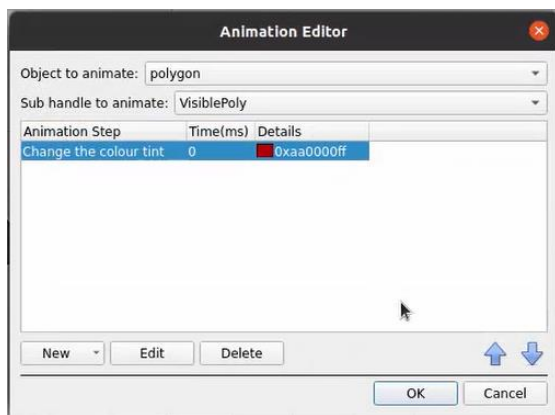 Animation Editor
Object to animate: polygon
Sub handle to animate: VisiblePoly
Animation Step Time(ms) Details
Change the colour tint 0 0xaa0000ff
New Edit Delete
OK Cancel